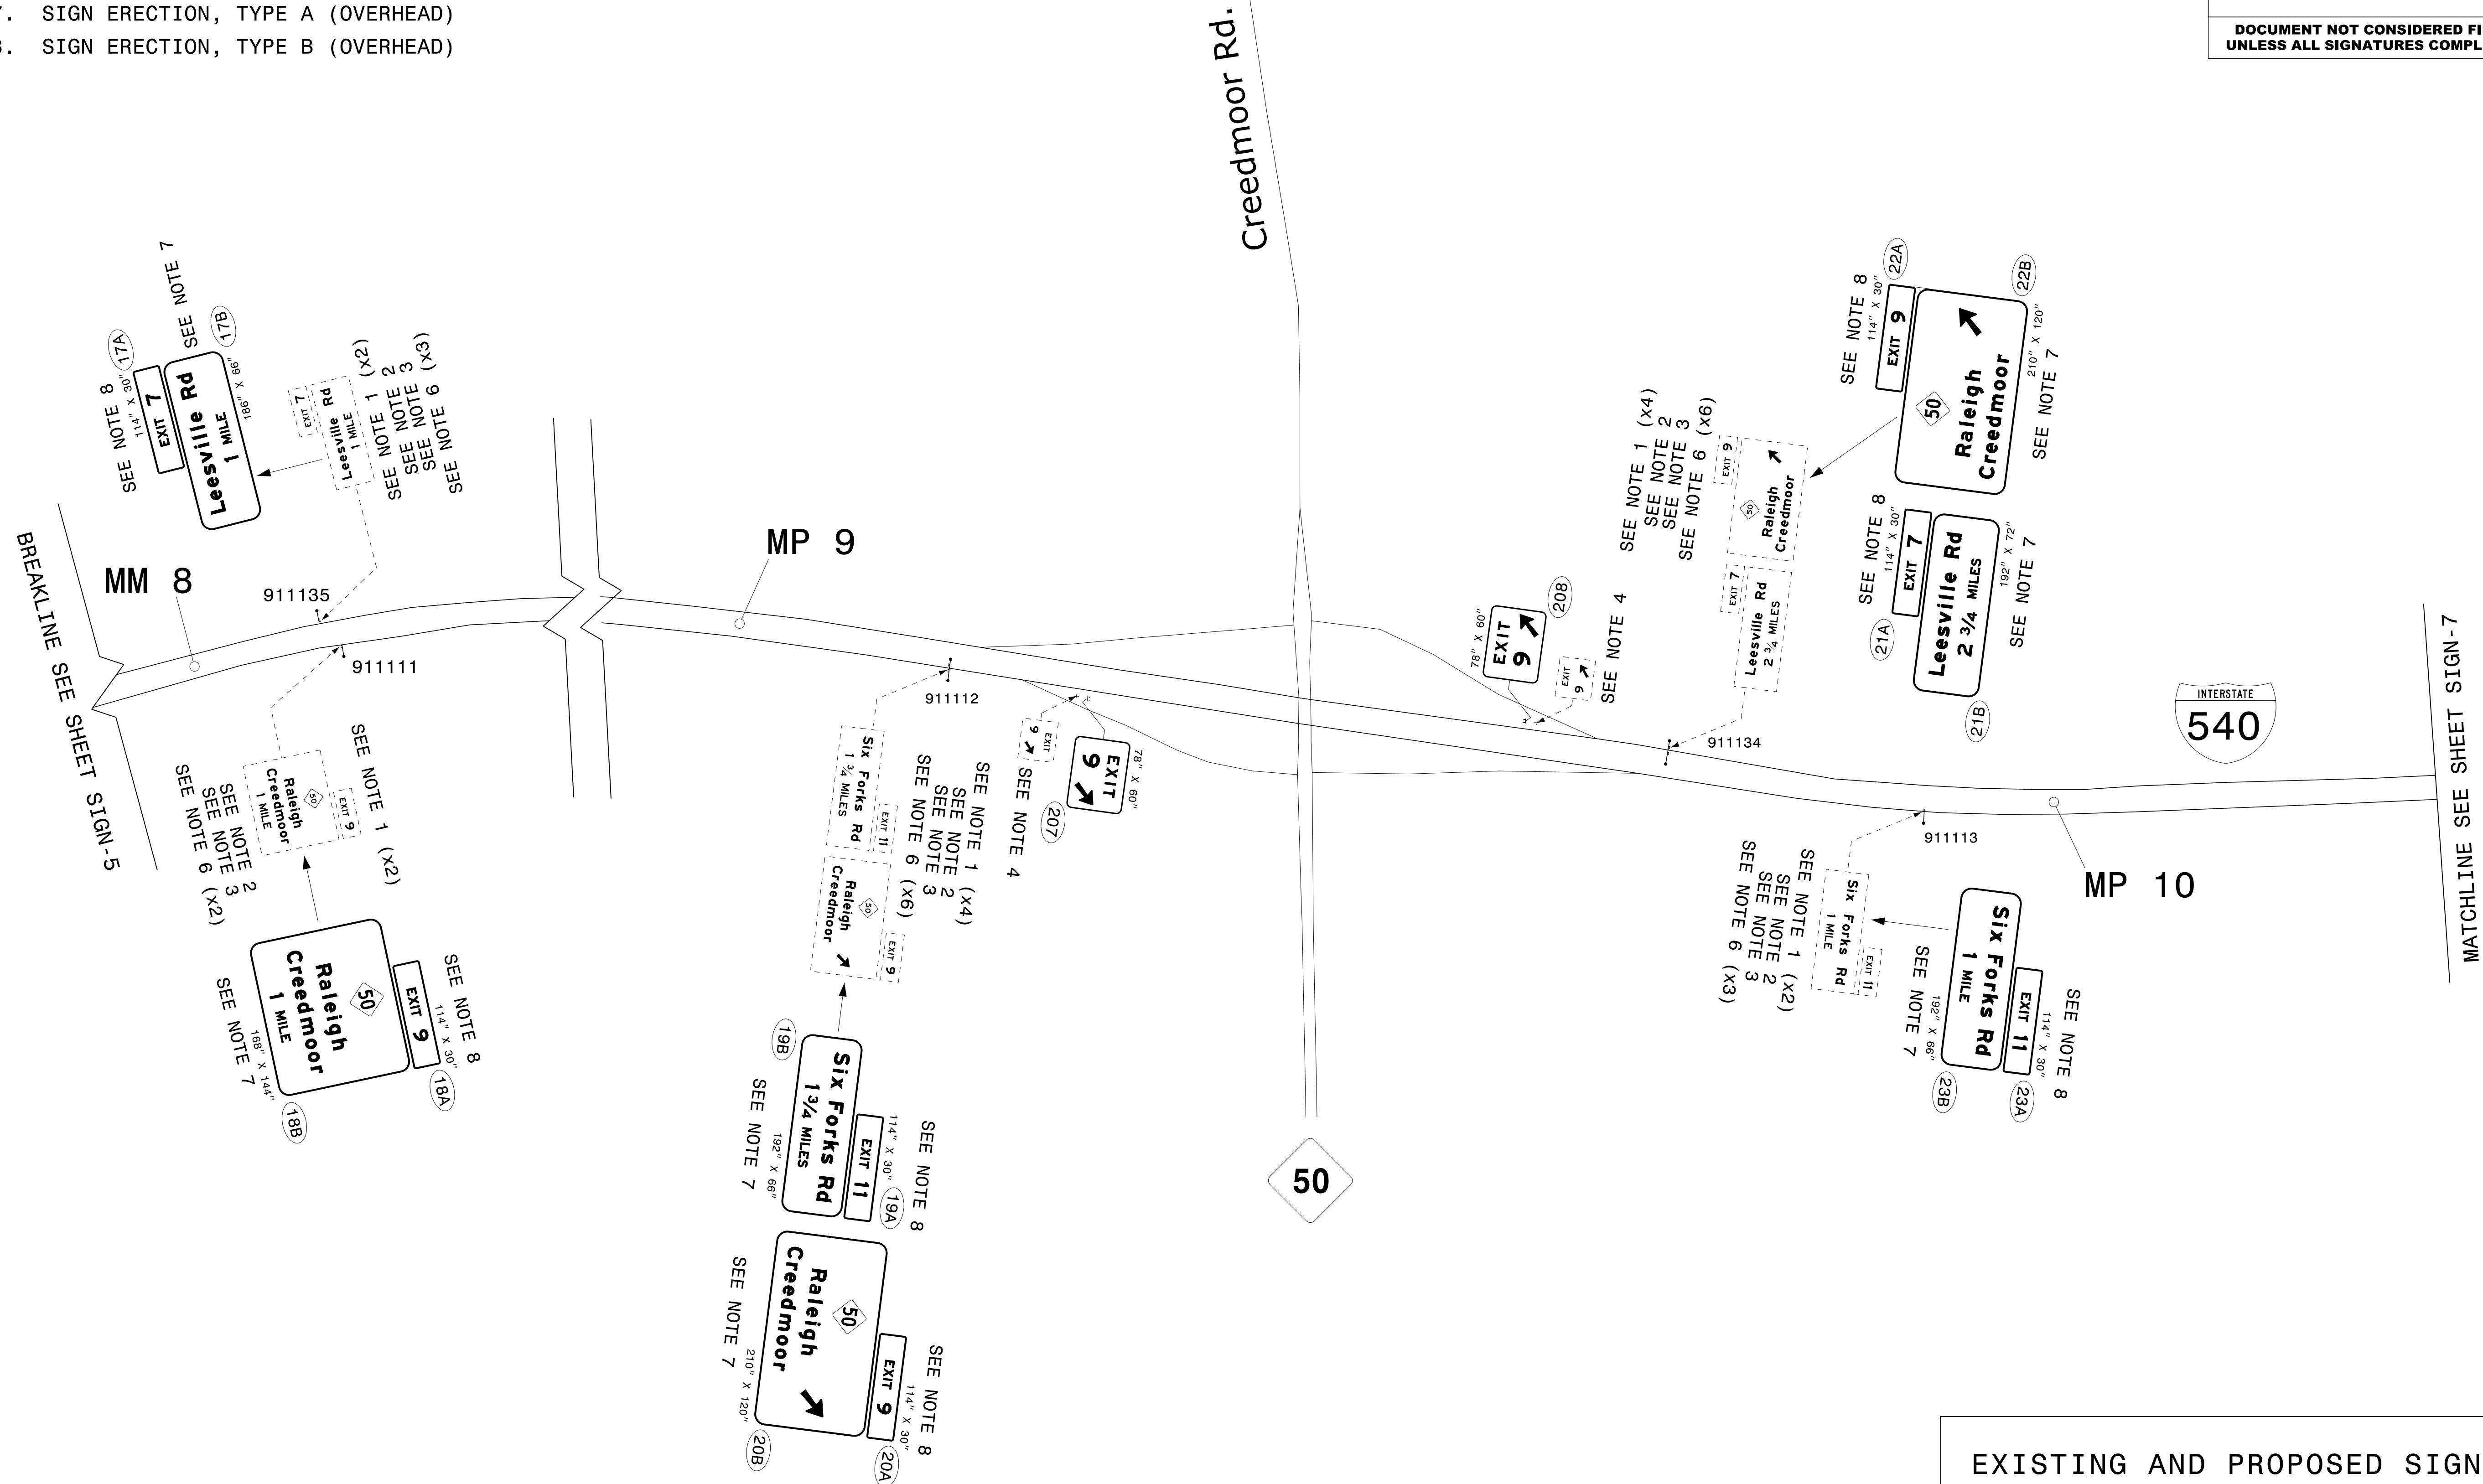 7. SIGN ERECTION, TYPE A (OVERHEAD)
8. SIGN ERECTION, TYPE B (OVERHEAD)
DOCUMENT NOT CONSIDERED
UNLESS ALL SIGNATURES
Creedmoor Rd.
SEE NOTE 7
17B
17A
SEE NOTE 8
114" X 30"
EXIT 7
Leesville Rd
1 MILE
186" X 66"
EXIT 7
Leesville Rd
1 MILE
SEE NOTE 1 (x2)
SEE NOTE 2
SEE NOTE 3
SEE NOTE 6 (x3)
BREAKLINE SEE SHEET SIGN-5
MM 8
911135
911111
MP 9
911112
SEE NOTE 1 (x2)
EXIT 9
50
Raleigh
Creedmoor
1 MILE
SEE NOTE 2
SEE NOTE 3
SEE NOTE 6 (x2)
SEE NOTE 8
114" X 30"
18A
EXIT 9
50
Raleigh
Creedmoor
1 MILE
168" X 144"
SEE NOTE 7
18B
Six Forks Rd
1 3/4 MILES
EXIT 11
EXIT 9
50
Raleigh
Creedmoor
SEE NOTE 1 (x4)
SEE NOTE 2
SEE NOTE 3
SEE NOTE 6 (x6)
EXIT
9
SEE NOTE 4
EXIT
9
78" X 60"
207
19B
Six Forks Rd
1 3/4 MILES
192" X 66"
SEE NOTE 7
EXIT 11
114" X 30"
19A
SEE NOTE 8
50
Raleigh
Creedmoor
210" X 120"
SEE NOTE 7
20B
EXIT 9
114" X 30"
SEE NOTE 8
20A
50
78" X 60"
EXIT
9
208
EXIT
9
SEE NOTE 4
SEE NOTE 1 (x4)
SEE NOTE 2
SEE NOTE 3
SEE NOTE 6 (x6)
EXIT 9
50
Raleigh
Creedmoor
EXIT 7
Leesville Rd
2 3/4 MILES
911134
SEE NOTE 8
114" X 30"
22A
EXIT 9
50
Raleigh
Creedmoor
22B
210" X 120"
SEE NOTE 7
SEE NOTE 8
114" X 30"
EXIT 7
21A
Leesville Rd
2 3/4 MILES
192" X 72"
SEE NOTE 7
21B
INTERSTATE
540
911113
MP 10
EXIT 11
Six Forks Rd
1 MILE
SEE NOTE 1 (x2)
SEE NOTE 2
SEE NOTE 3
SEE NOTE 6 (x3)
SEE NOTE 8
114" X 30"
EXIT 11
23A
Six Forks Rd
1 MILE
192" X 66"
SEE NOTE 7
23B
MATCHLINE SEE SHEET SIGN-7
EXISTING AND PROPOSED SIGN